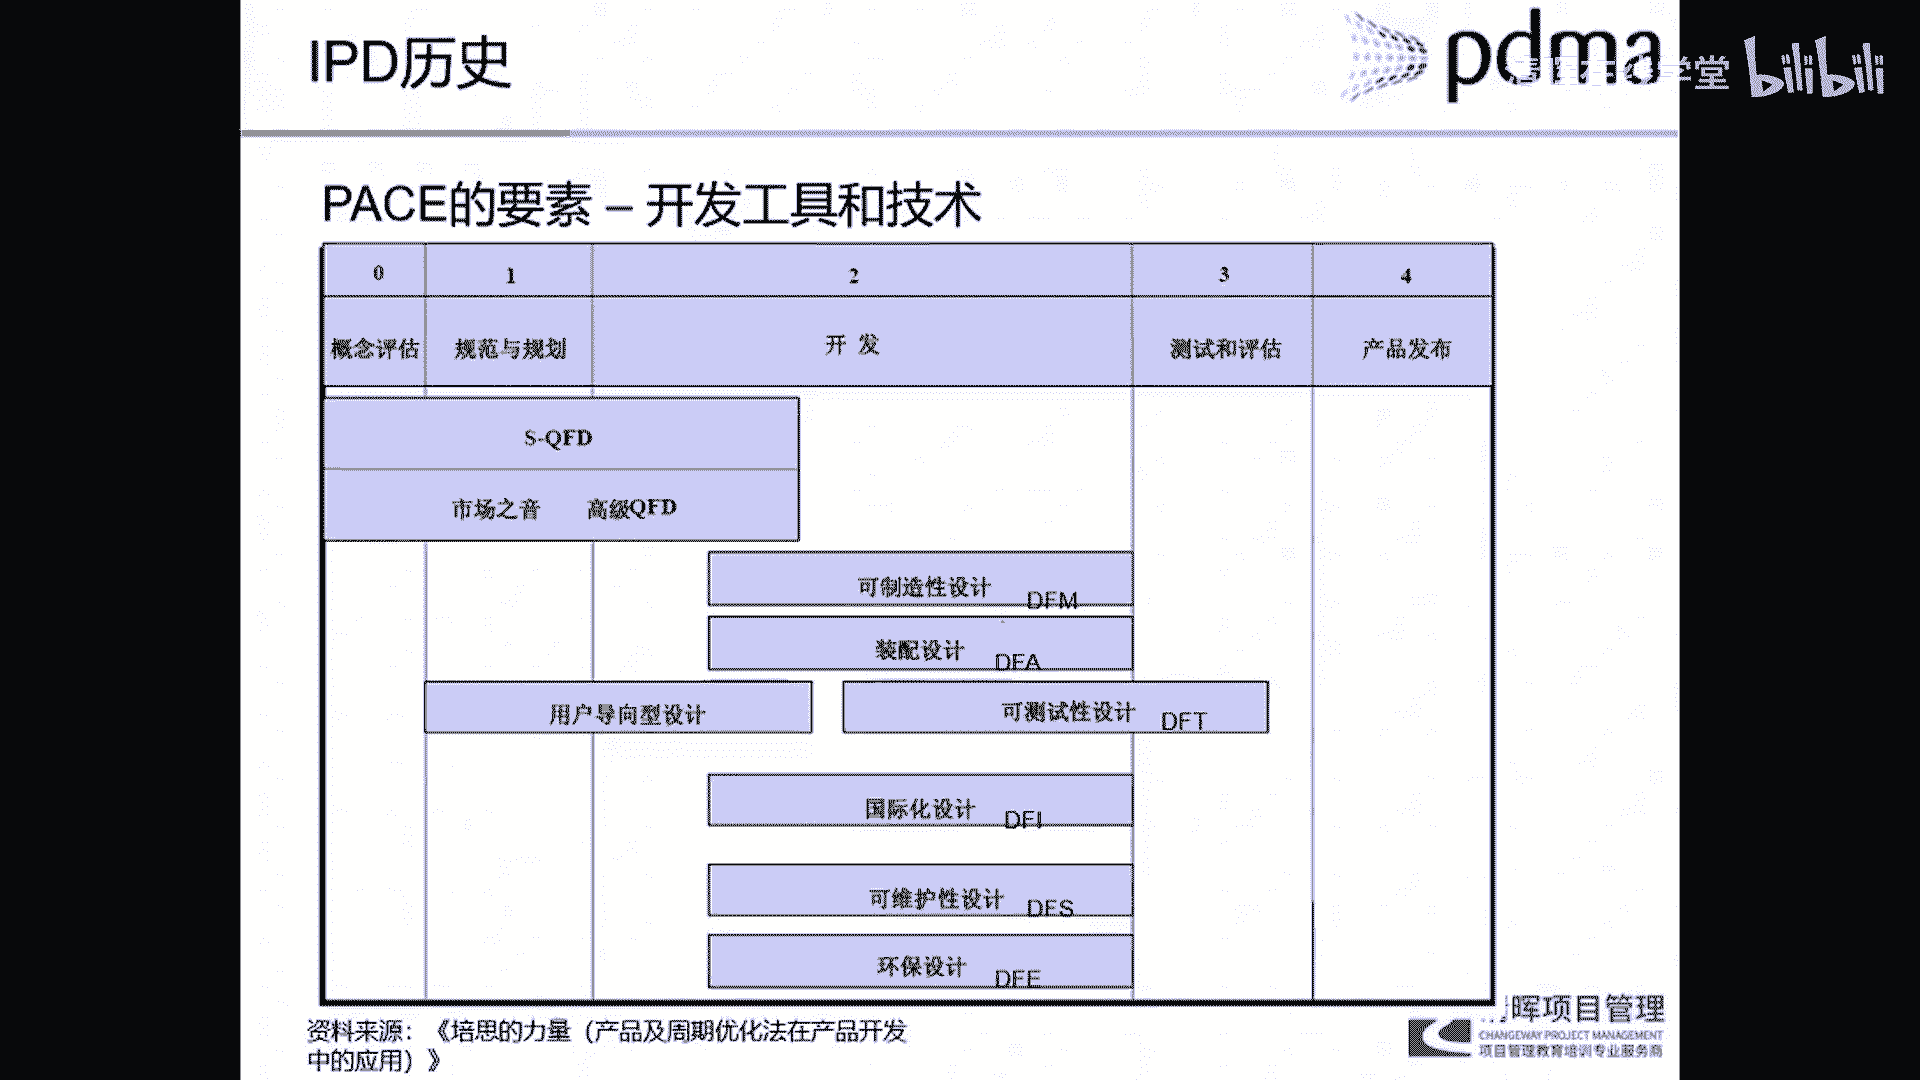 IPD历史
pdma
清晖在线学堂 bilibili
PACE的要素 – 开发工具和技术
0 1 2 3 4
概念评估 规范与规划 开 发 测试和评估 产品发布
S-QFD
市场之音 高级QFD
可制造性设计 DFM
装配设计 DFA
用户导向型设计 可测试性设计 DFT
国际化设计 DFI
可维护性设计 DFS
环保设计 DFE
资料来源：《培思的力量（产品及周期优化法在产品开发
中的应用）》
清晖项目管理
CHANGEWAY PROJECT MANAGEMENT
项目管理教育培训专业服务商